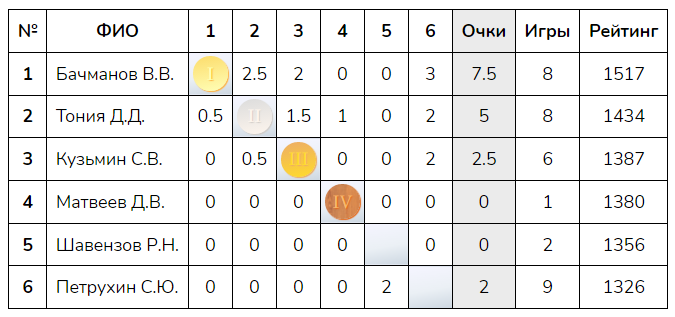 № ФИО 1 2 3 4 5 6 Очки Игры Рейтинг
1 Бачманов В.В. I 2.5 2 0 0 3 7.5 8 1517
2 Тония Д.Д. 0.5 II 1.5 1 0 2 5 8 1434
3 Кузьмин С.В. 0 0.5 III 0 0 2 2.5 6 1387
4 Матвеев Д.В. 0 0 0 IV 0 0 0 1 1380
5 Шавензов Р.Н. 0 0 0 0 0 0 2 1356
6 Петрухин С.Ю. 0 0 0 0 2 2 9 1326